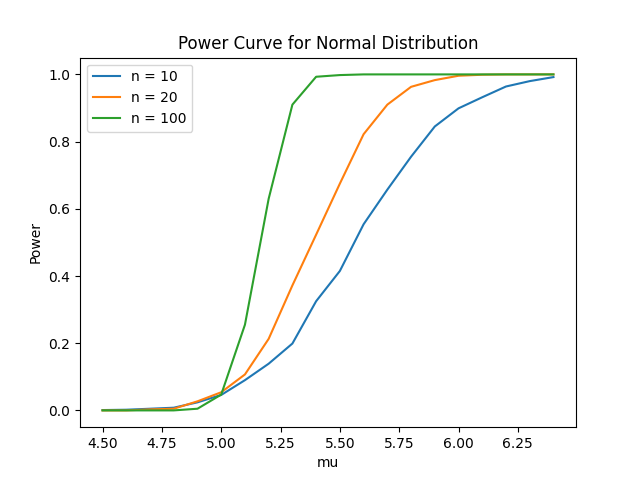 Power Curve for Normal Distribution
n = 10
n = 20
n = 100
Power
1.0
0.8
0.6
0.4
0.2
0.0
4.50 4.75 5.00 5.25 5.50 5.75 6.00 6.25
mu